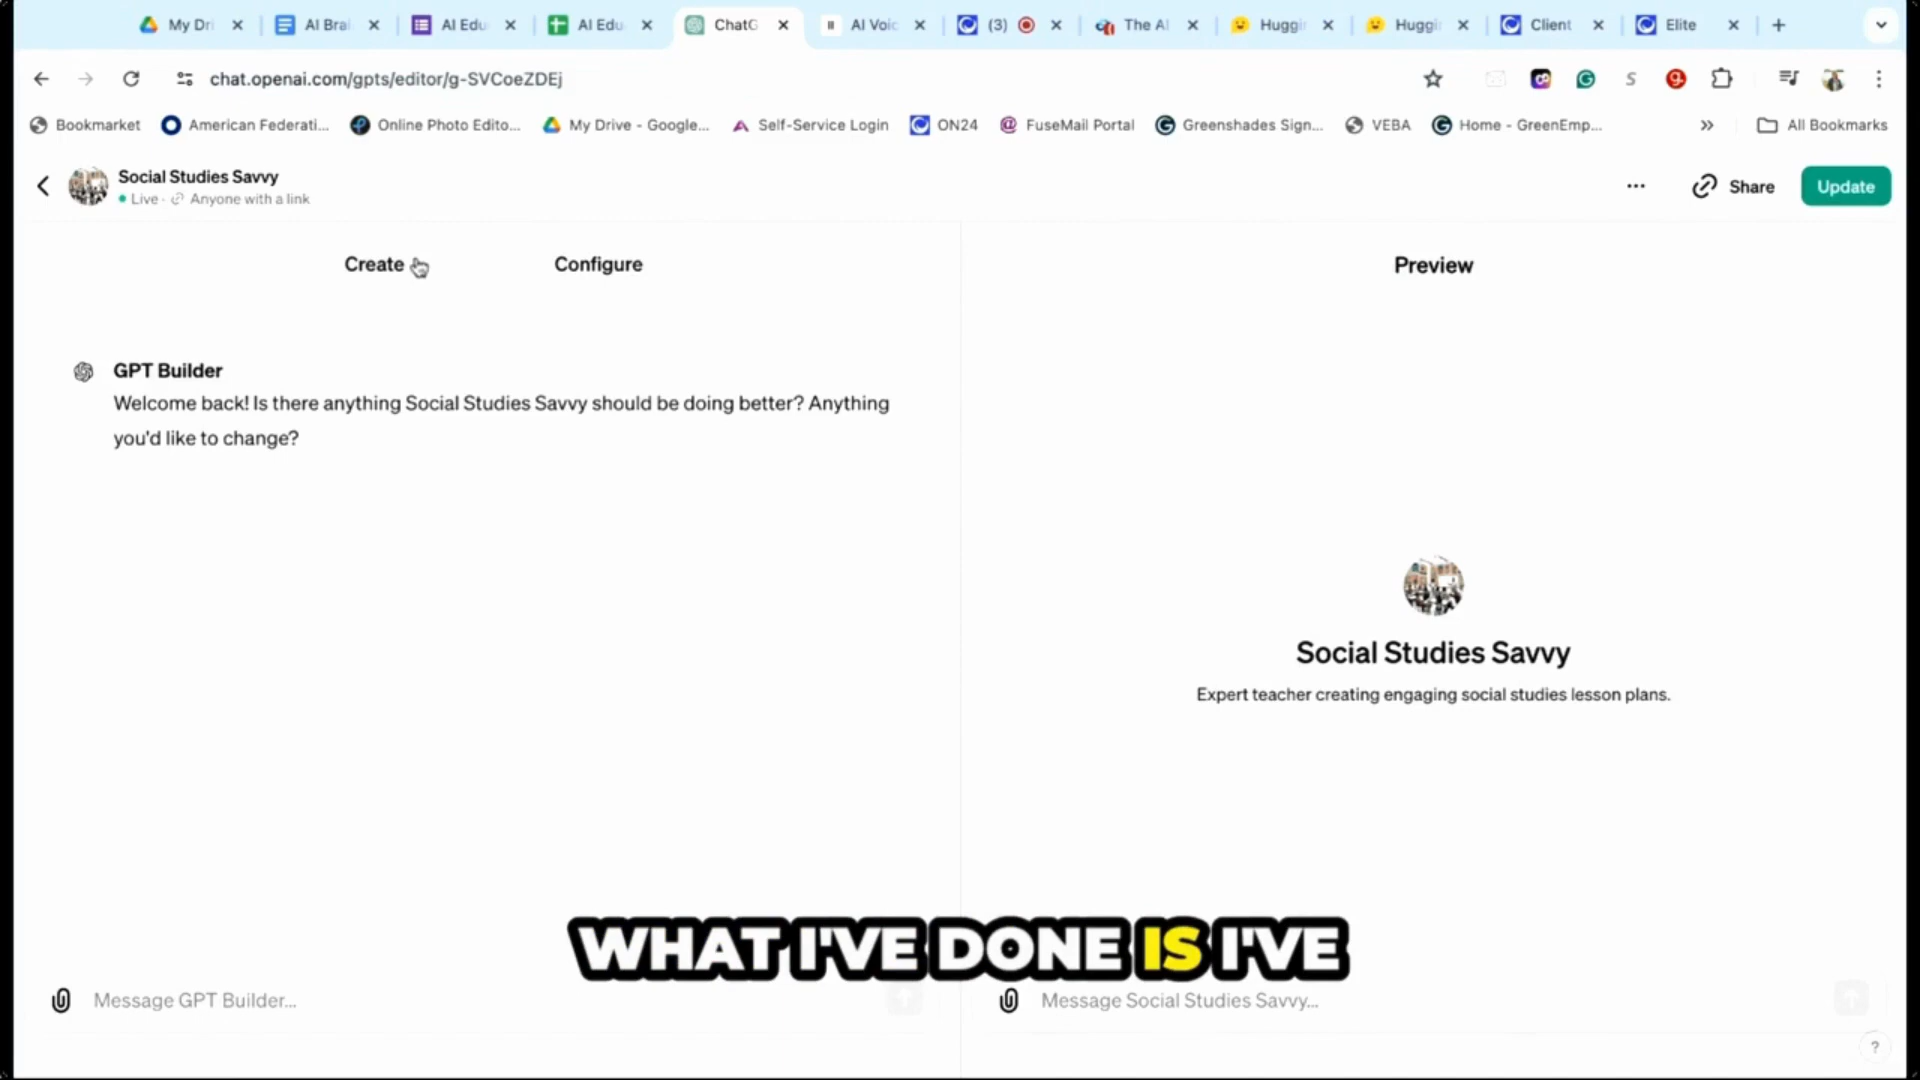 My Dri
AI Brai
AI Edu
AI Edu
ChatG
AI Voic
(3)
The AI
Huggin
Huggin
Client
Elite
chat.openai.com/gpts/editor/g-SVCoeZDEj
Bookmarket
American Federati...
Online Photo Edito...
My Drive - Google...
Self-Service Login
ON24
FuseMail Portal
Greenshades Sign...
VEBA
Home - GreenEmp...
All Bookmarks
Social Studies Savvy
Live · Anyone with a link
Share
Update
Create
Configure
Preview
GPT Builder
Welcome back! Is there anything Social Studies Savvy should be doing better? Anything
you'd like to change?
Social Studies Savvy
Expert teacher creating engaging social studies lesson plans.
WHAT I'VE DONE IS I'VE
Message GPT Builder...
Message Social Studies Savvy...
?